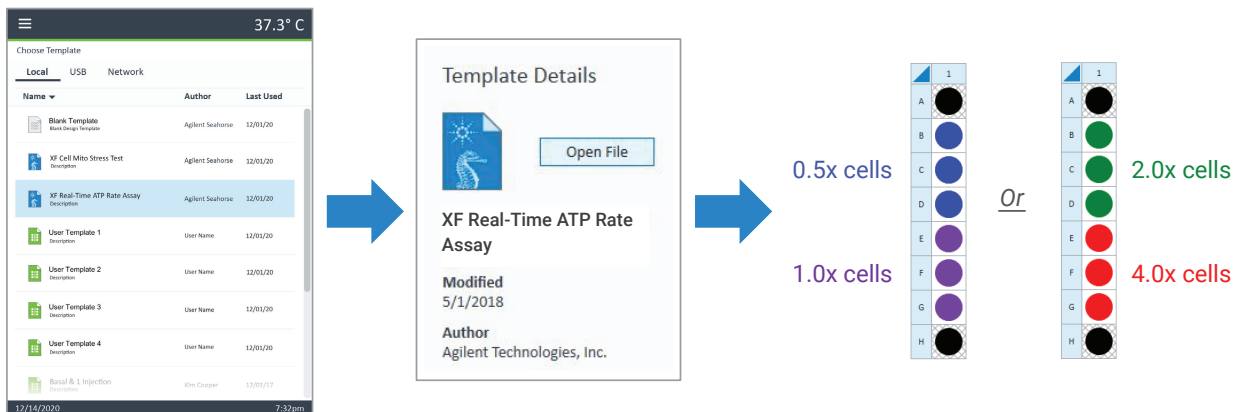 37.3° C
Choose Template
Local USB Network
Name Author Last Used
Blank Template
Blank Design Template
Agilent Seahorse 12/01/20
XF Cell Mito Stress Test
Description
Agilent Seahorse 12/01/20
XF Real-Time ATP Rate Assay
Description
Agilent Seahorse 12/01/20
User Template 1
Description
User Name 12/01/20
User Template 2
Description
User Name 12/01/20
User Template 3
Description
User Name 12/01/20
User Template 4
Description
User Name 12/01/20
Basal & 1 Injection
Description
Kim Cooper 12/01/17
12/14/2020 7:32pm
Template Details
Open File
XF Real-Time ATP Rate
Assay
Modified
5/1/2018
Author
Agilent Technologies, Inc.
0.5x cells
1.0x cells
1
A
B
C
D
E
F
G
H
Or
1
A
B
C
D
E
F
G
H
2.0x cells
4.0x cells